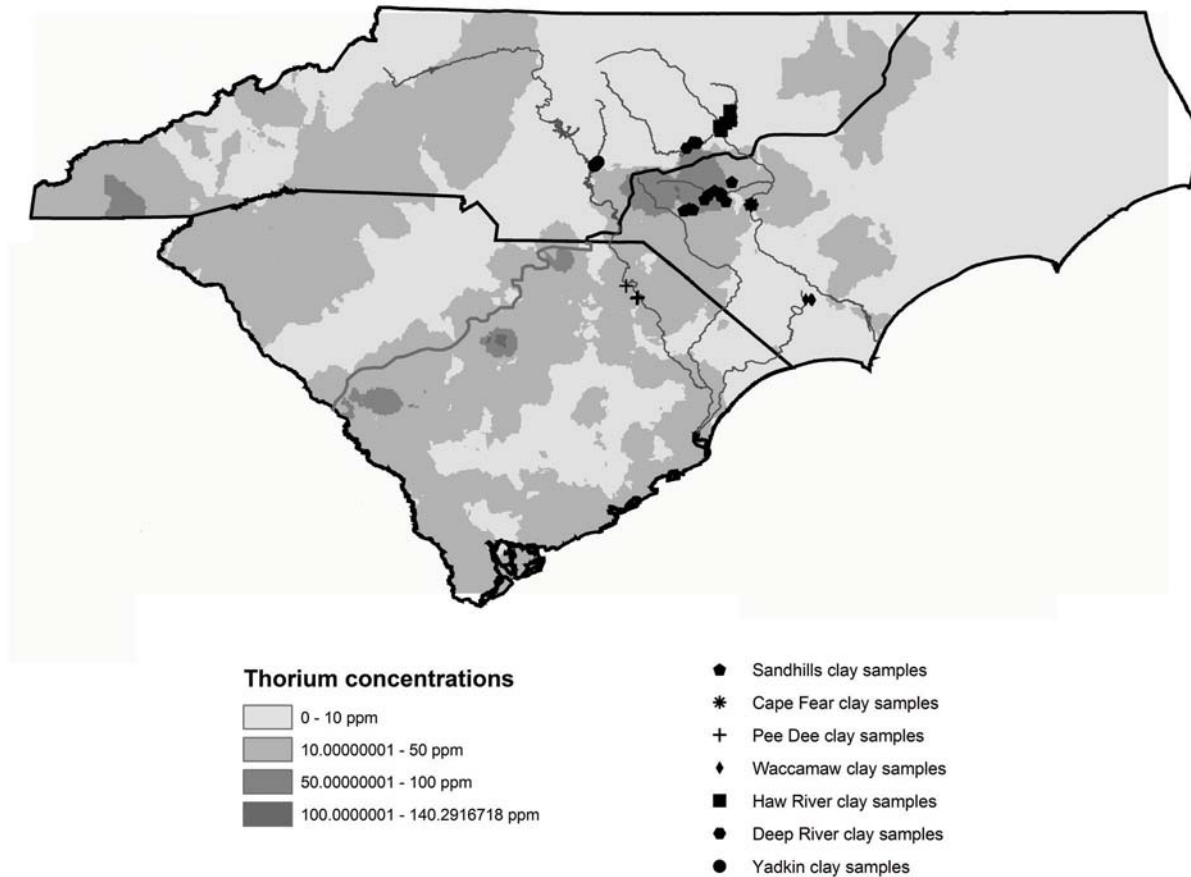 Thorium concentrations
0 - 10 ppm
10.00000001 - 50 ppm
50.00000001 - 100 ppm
100.0000001 - 140.2916718 ppm
Sandhills clay samples
Cape Fear clay samples
Pee Dee clay samples
Waccamaw clay samples
Haw River clay samples
Deep River clay samples
Yadkin clay samples